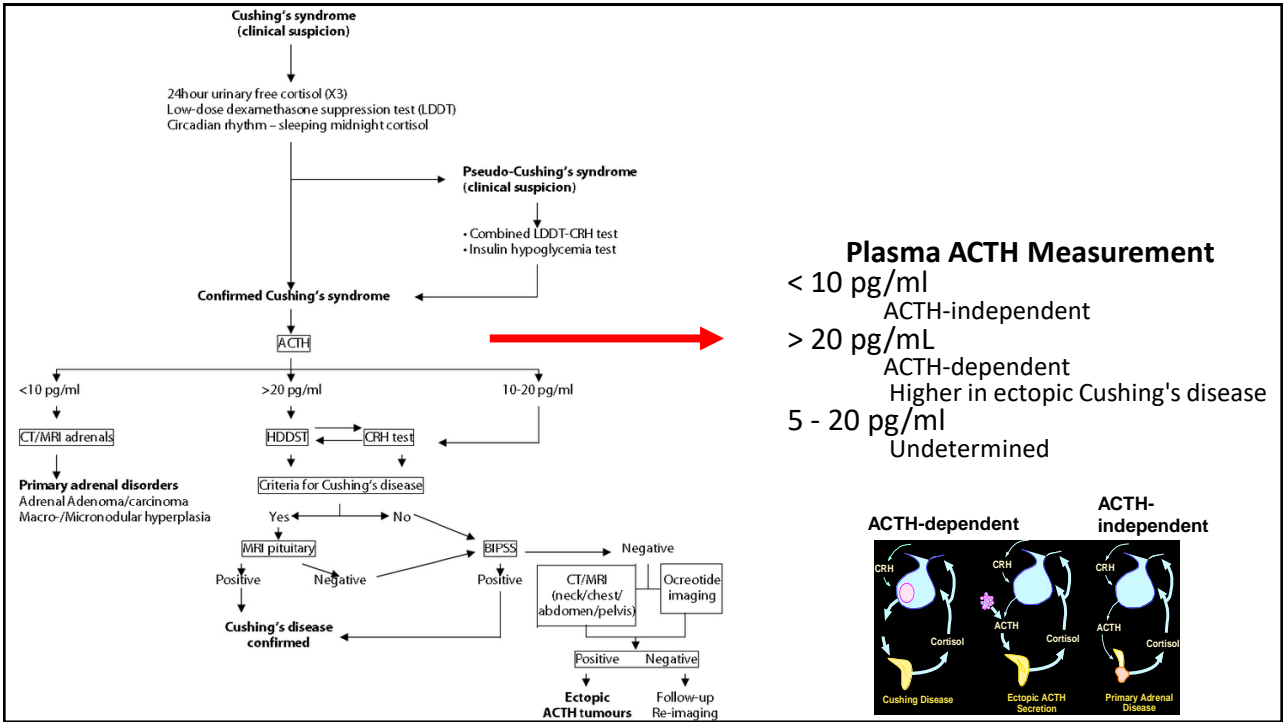 Cushing's syndrome
(clinical suspicion)
24hour urinary free cortisol (X3)
Low-dose dexamethasone suppression test (LDDT)
Circadian rhythm – sleeping midnight cortisol
Pseudo-Cushing's syndrome
(clinical suspicion)
• Combined LDDT-CRH test
• Insulin hypoglycemia test
Confirmed Cushing's syndrome
ACTH
<10 pg/ml
>20 pg/ml
10-20 pg/ml
CT/MRI adrenals
HDDST
CRH test
Primary adrenal disorders
Adrenal Adenoma/carcinoma
Macro-/Micronodular hyperplasia
Criteria for Cushing's disease
Yes
No
MRI pituitary
BIPSS
Negative
Positive
Negative
Positive
CT/MRI
(neck/chest/
abdomen/pelvis)
Ocreotide
imaging
Cushing's disease
confirmed
Positive
Negative
Ectopic
ACTH tumours
Follow-up
Re-imaging
Plasma ACTH Measurement
< 10 pg/ml
ACTH-independent
> 20 pg/mL
ACTH-dependent
Higher in ectopic Cushing's disease
5 - 20 pg/ml
Undetermined
ACTH-dependent
ACTH-
independent
CRH
Cushing Disease
CRH
ACTH
Cortisol
Ectopic ACTH
Secretion
CRH
ACTH
Cortisol
Primary Adrenal
Disease
Cortisol